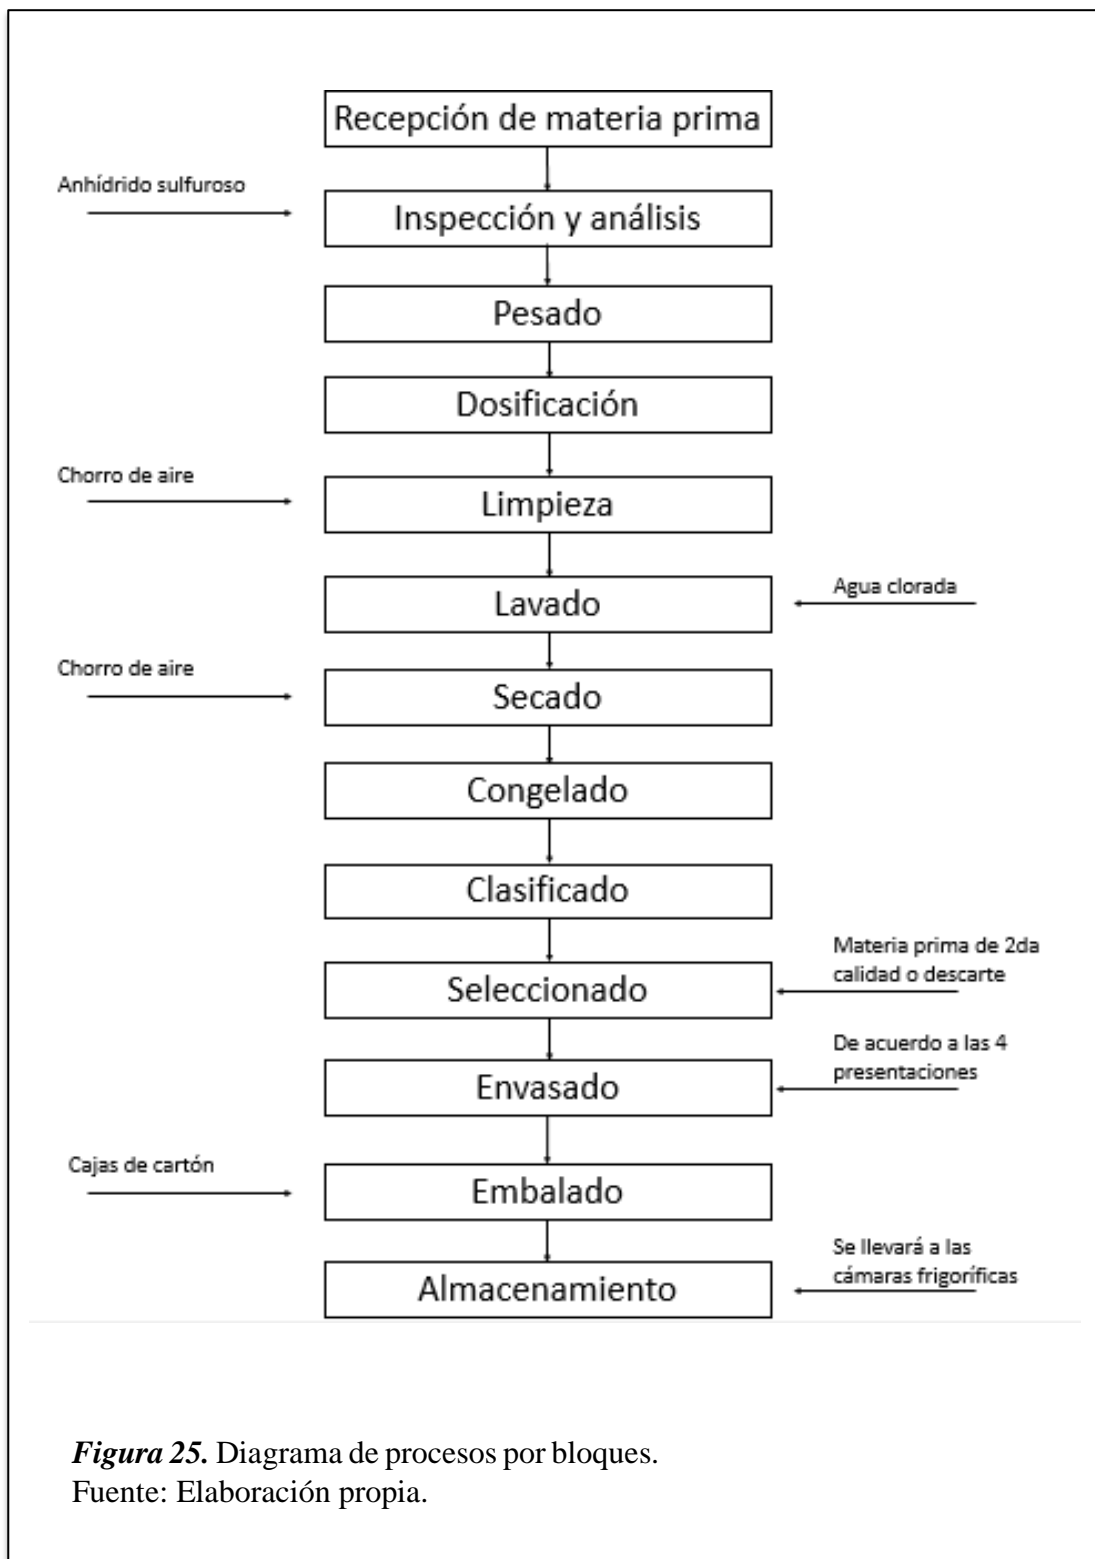 Recepción de materia prima
Anhídrido sulfuroso
Inspección y análisis
Pesado
Dosificación
Chorro de aire
Limpieza
Lavado
Agua clorada
Chorro de aire
Secado
Congelado
Clasificado
Materia prima de 2da
calidad o descarte
Seleccionado
De acuerdo a las 4
presentaciones
Envasado
Cajas de cartón
Embalado
Se llevará a las
cámaras frigoríficas
Almacenamiento
Figura 25. Diagrama de procesos por bloques.
Fuente: Elaboración propia.